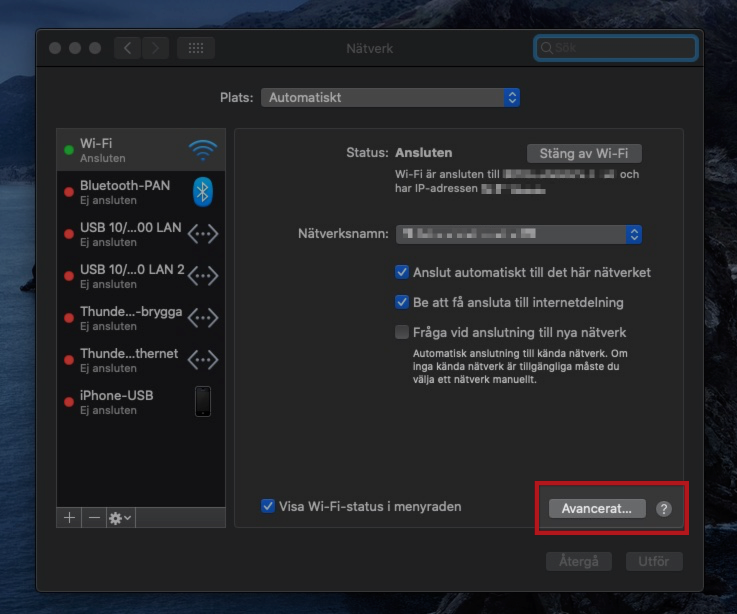 Nätverk
Sök
Plats: Automatiskt
Wi-Fi
Ansluten
Bluetooth-PAN
Ej ansluten
USB 10/...00 LAN
Ej ansluten
USB 10/...0 LAN 2
Ej ansluten
Thunde...-brygga
Ej ansluten
Thunde...thernet
Ej ansluten
iPhone-USB
Ej ansluten
Status: Ansluten
Stäng av Wi-Fi
Wi-Fi är ansluten till och
har IP-adressen
Nätverksnamn:
Anslut automatiskt till det här nätverket
Be att få ansluta till internetdelning
Fråga vid anslutning till nya nätverk
Automatisk anslutning till kända nätverk. Om
inga kända nätverk är tillgängliga måste du
välja ett nätverk manuellt.
Visa Wi-Fi-status i menyraden
Avancerat...
?
Återgå
Utför